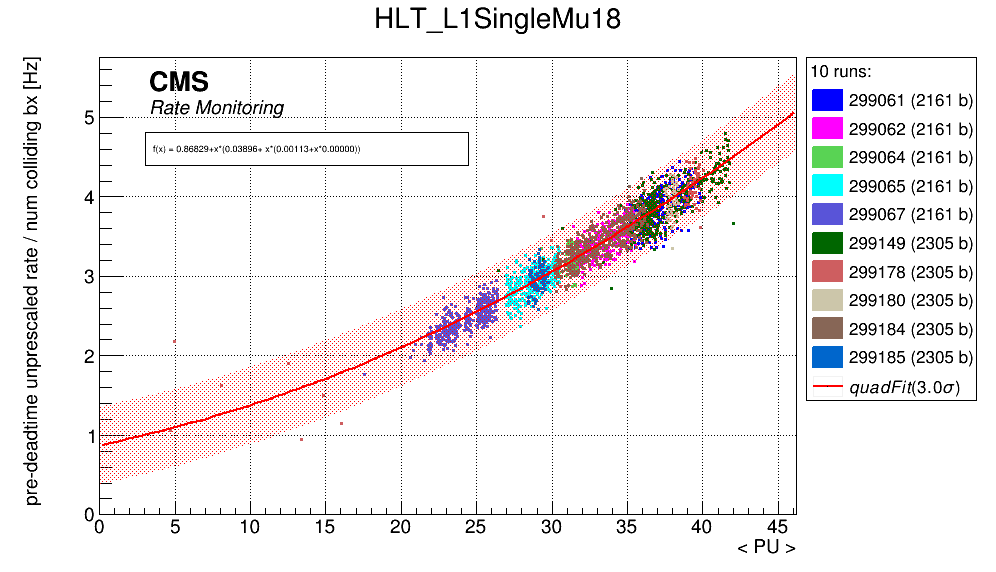 HLT_L1SingleMu18
pre-deadtime unprescaled rate / num colliding bx [Hz]
CMS
Rate Monitoring
f(x) = 0.86829+x*(0.03896+ x*(0.00113+x*0.00000))
5
4
3
2
1
0
0 5 10 15 20 25 30 35 40 45
< PU >
10 runs:
299061 (2161 b)
299062 (2161 b)
299064 (2161 b)
299065 (2161 b)
299067 (2161 b)
299149 (2305 b)
299178 (2305 b)
299180 (2305 b)
299184 (2305 b)
299185 (2305 b)
quadFit(3.0σ)